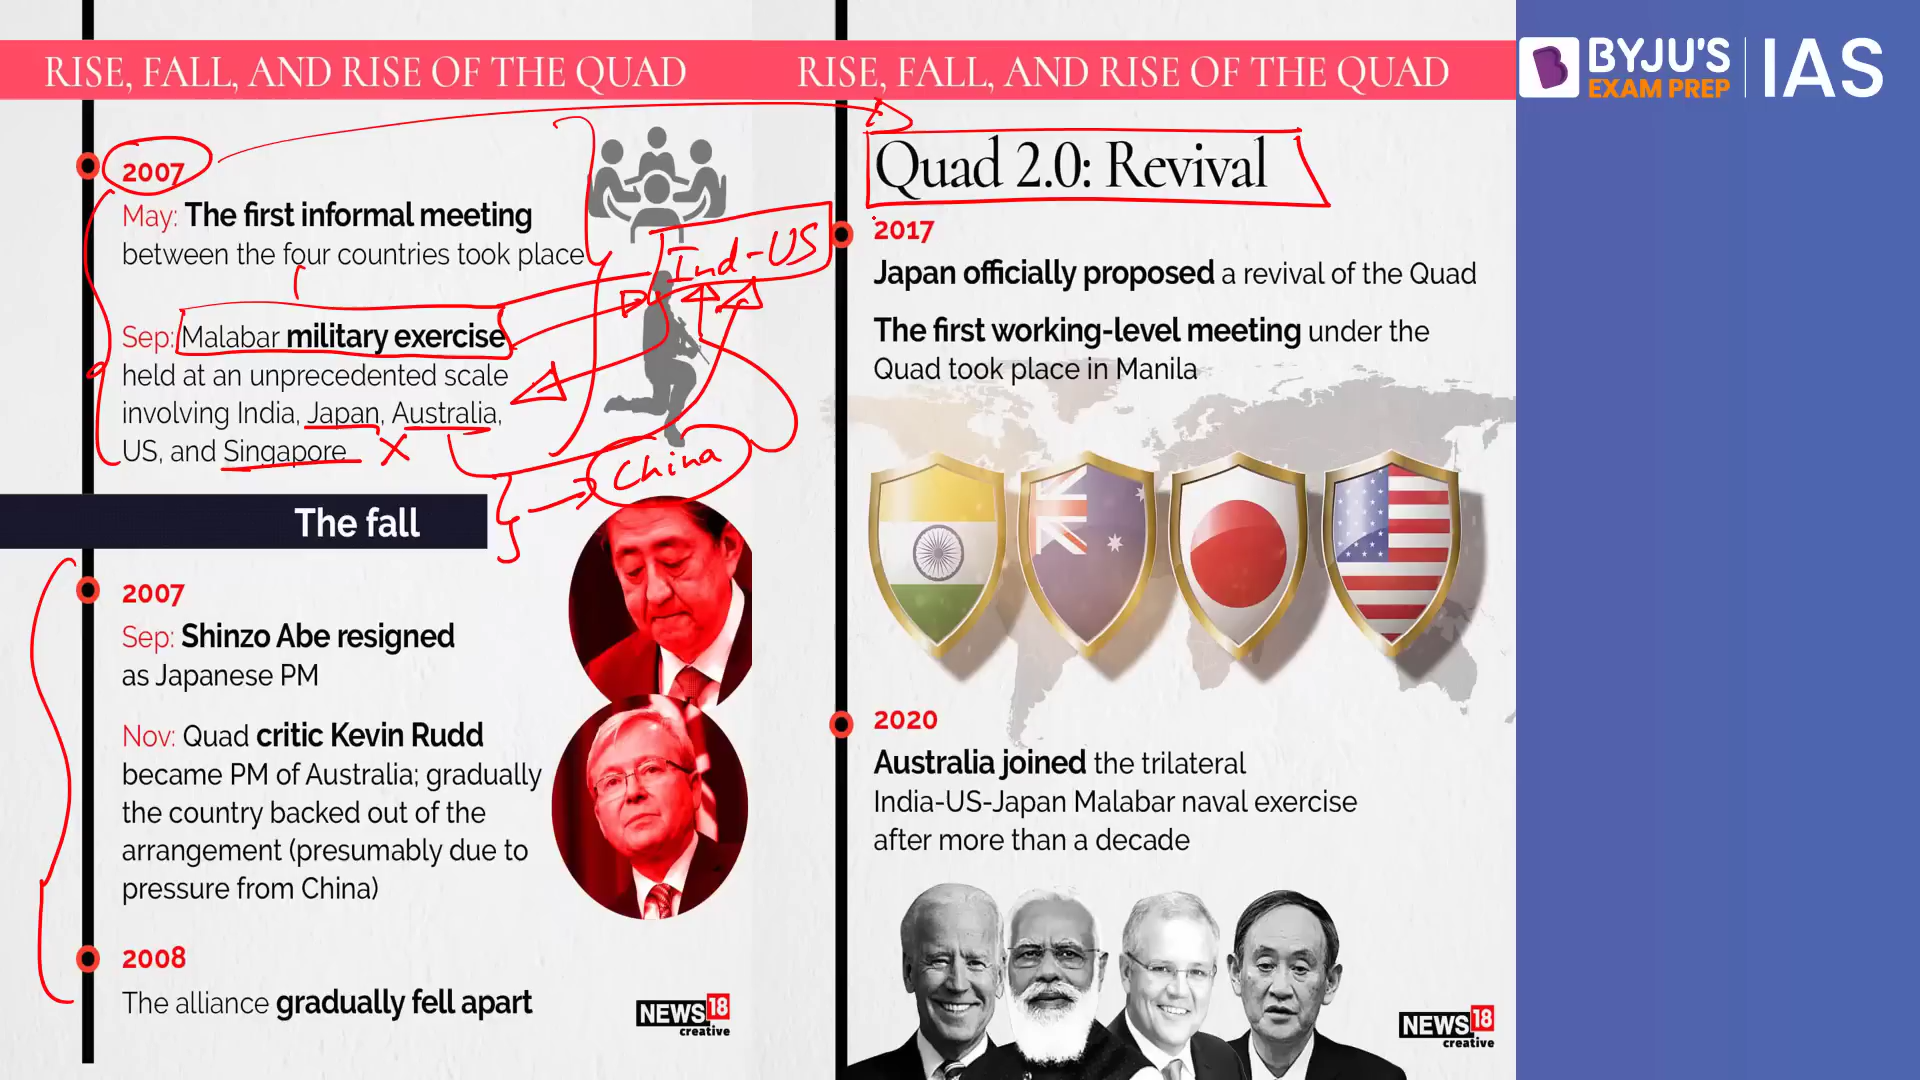 RISE, FALL, AND RISE OF THE QUAD
2007
May: The first informal meeting
between the four countries took place
Sep: Malabar military exercise
held at an unprecedented scale
involving India, Japan, Australia,
US, and Singapore
Ind-US
China
The fall
2007
Sep: Shinzo Abe resigned
as Japanese PM
Nov: Quad critic Kevin Rudd
became PM of Australia; gradually
the country backed out of the
arrangement (presumably due to
pressure from China)
2008
The alliance gradually fell apart
NEWS 18
creative
RISE, FALL, AND RISE OF THE QUAD
Quad 2.0: Revival
2017
Japan officially proposed a revival of the Quad
The first working-level meeting under the
Quad took place in Manila
2020
Australia joined the trilateral
India-US-Japan Malabar naval exercise
after more than a decade
NEWS 18
creative
BYJU'S
EXAM PREP
IAS